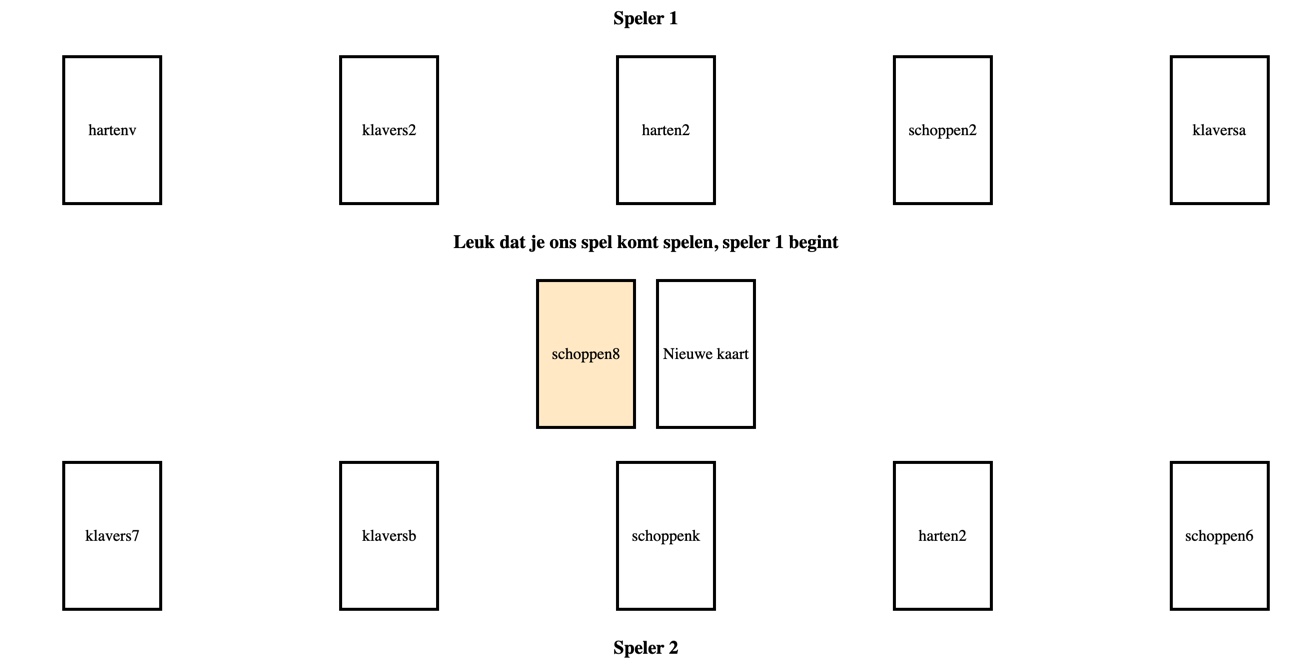 Speler 1
hartenv
klavers2
harten2
schoppen2
klaversa
Leuk dat je ons spel komt spelen, speler 1 begint
schoppen8
Nieuwe kaart
klavers7
klaversb
schoppenk
harten2
schoppen6
Speler 2